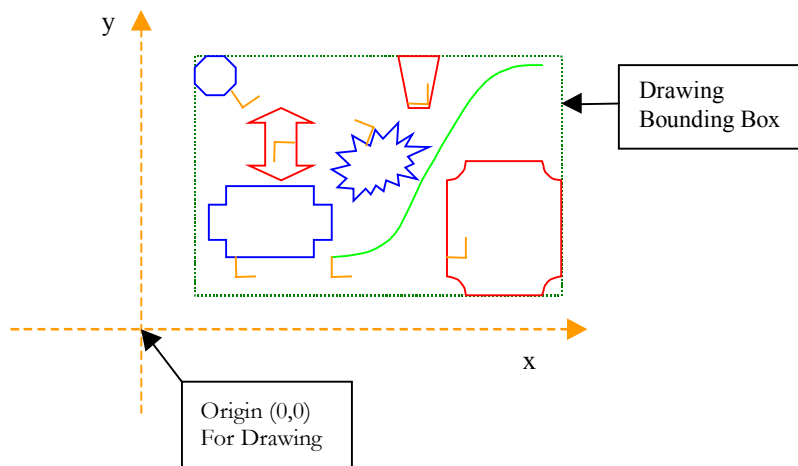 y
Drawing
Bounding Box
x
Origin (0,0)
For Drawing